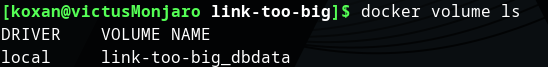 [koxan@victusMonjaro link-too-big]$ docker volume ls
DRIVER    VOLUME NAME
local     link-too-big_dbdata